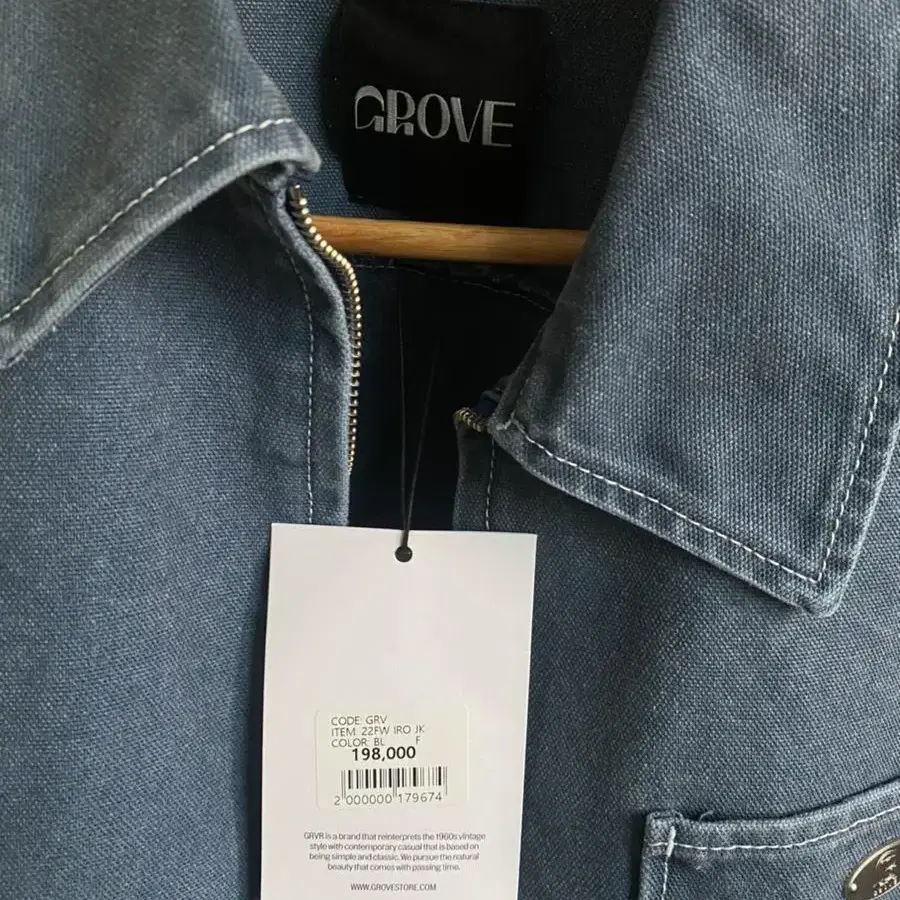 GROVE
CODE: GRV
ITEM: 22FW IRO JK
COLOR: BL F
198,000
2 000000 179674
GRVR is a brand that reinterprets the 1960s vintage
style with contemporary casual that is based on
being simple and classic. We pursue the natural
beauty that comes with passing time.
WWW.GROVESTORE.COM